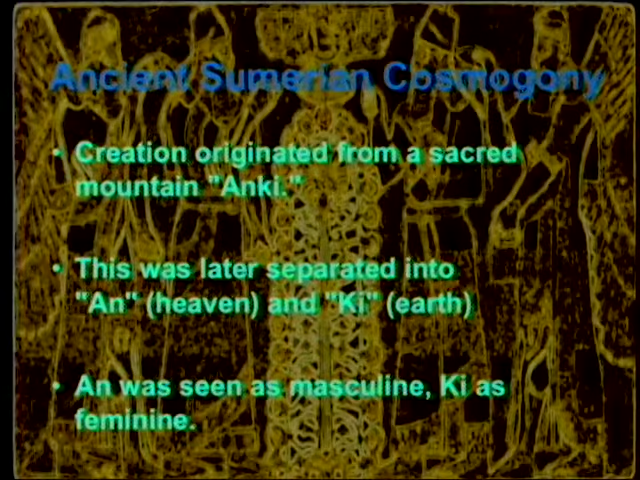 Ancient Sumerian Cosmogony
• Creation originated from a sacred
mountain "Anki."
• This was later separated into
"An" (heaven) and "Ki" (earth)
• An was seen as masculine, Ki as
feminine.